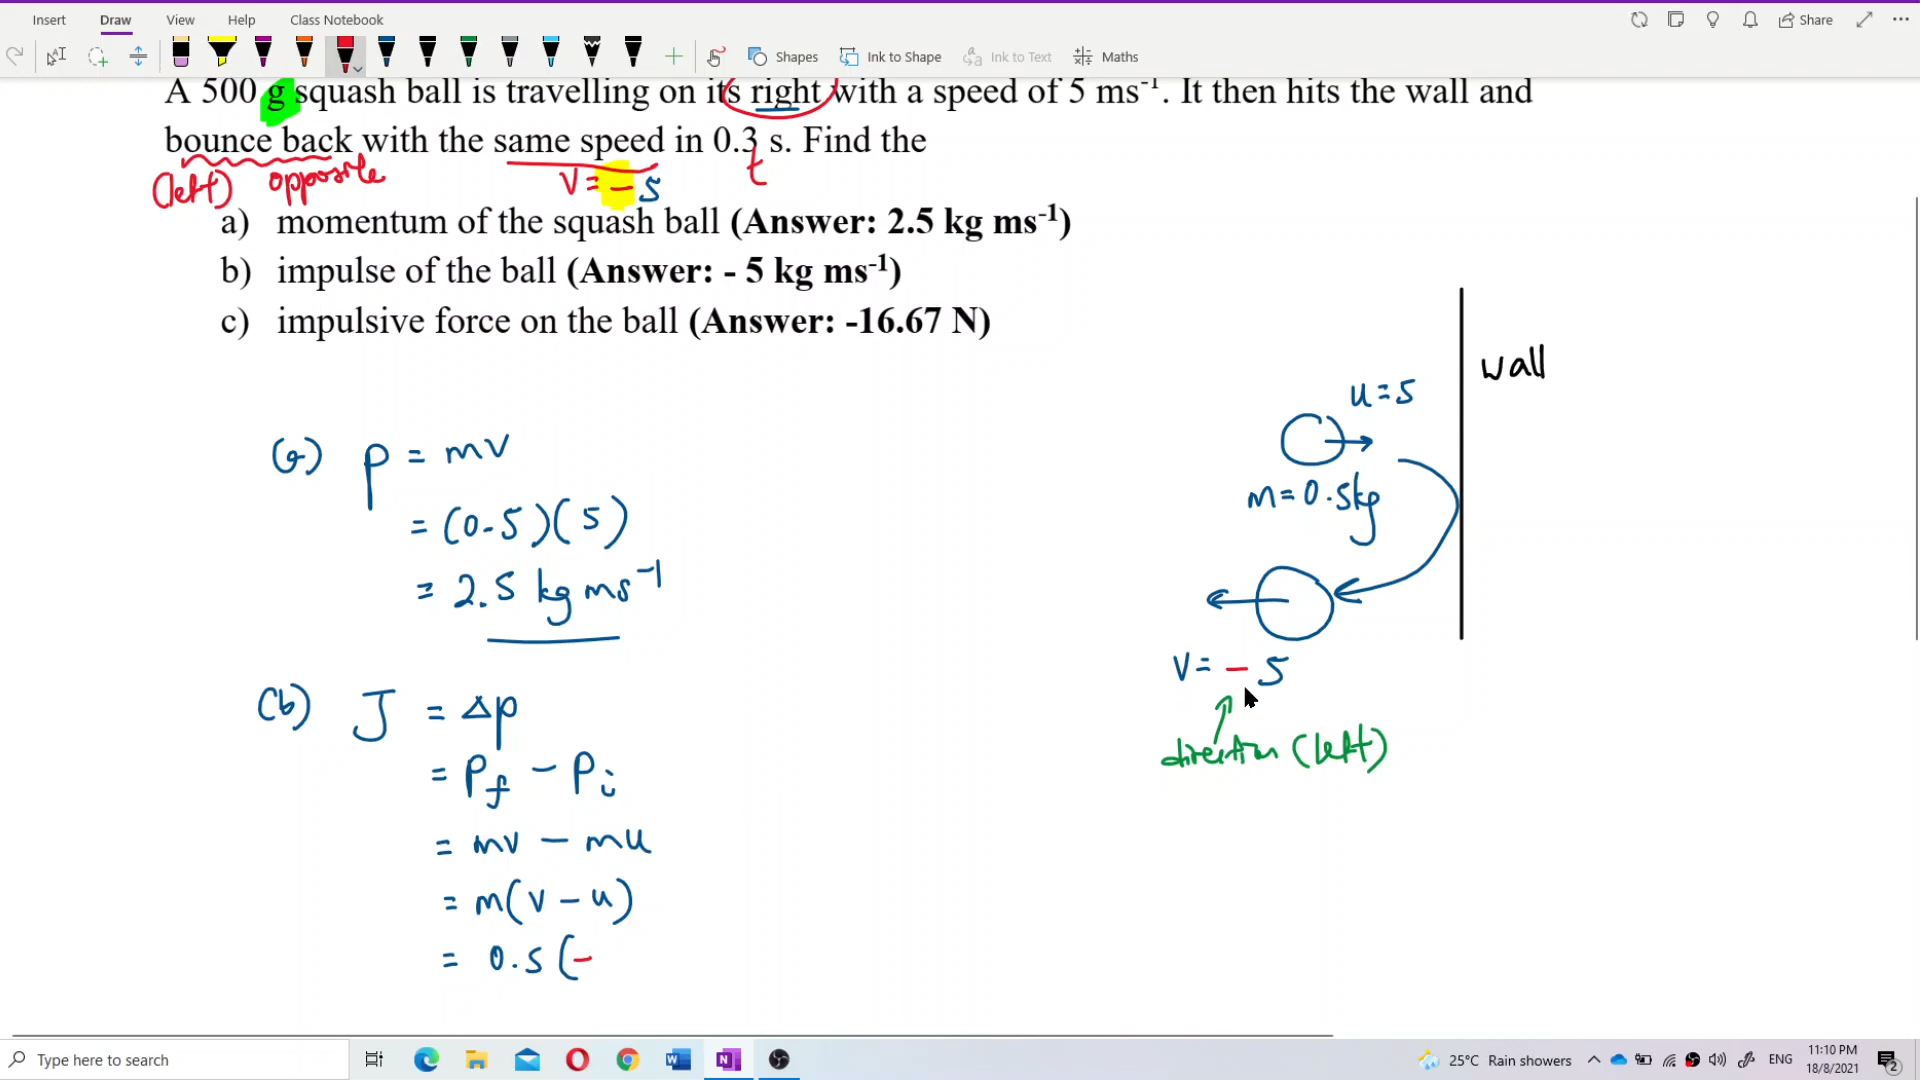 Insert Draw View Help Class Notebook Share
Shapes Ink to Shape Ink to Text Maths
A 500 g squash ball is travelling on its right with a speed of 5 ms⁻¹. It then hits the wall and
bounce back with the same speed in 0.3 s. Find the
(left) opposite v = - 5 t
a) momentum of the squash ball (Answer: 2.5 kg ms⁻¹)
b) impulse of the ball (Answer: - 5 kg ms⁻¹)
c) impulsive force on the ball (Answer: -16.67 N)
wall
u = 5
m = 0.5kg
v = - 5
direction (left)
(a) p = mv
= (0.5)(5)
= 2.5 kg ms⁻¹
(b) J = Δp
= Pf - Pi
= mv - mu
= m(v - u)
= 0.5 (-
Type here to search
25°C Rain showers
ENG
11:10 PM
18/8/2021
2